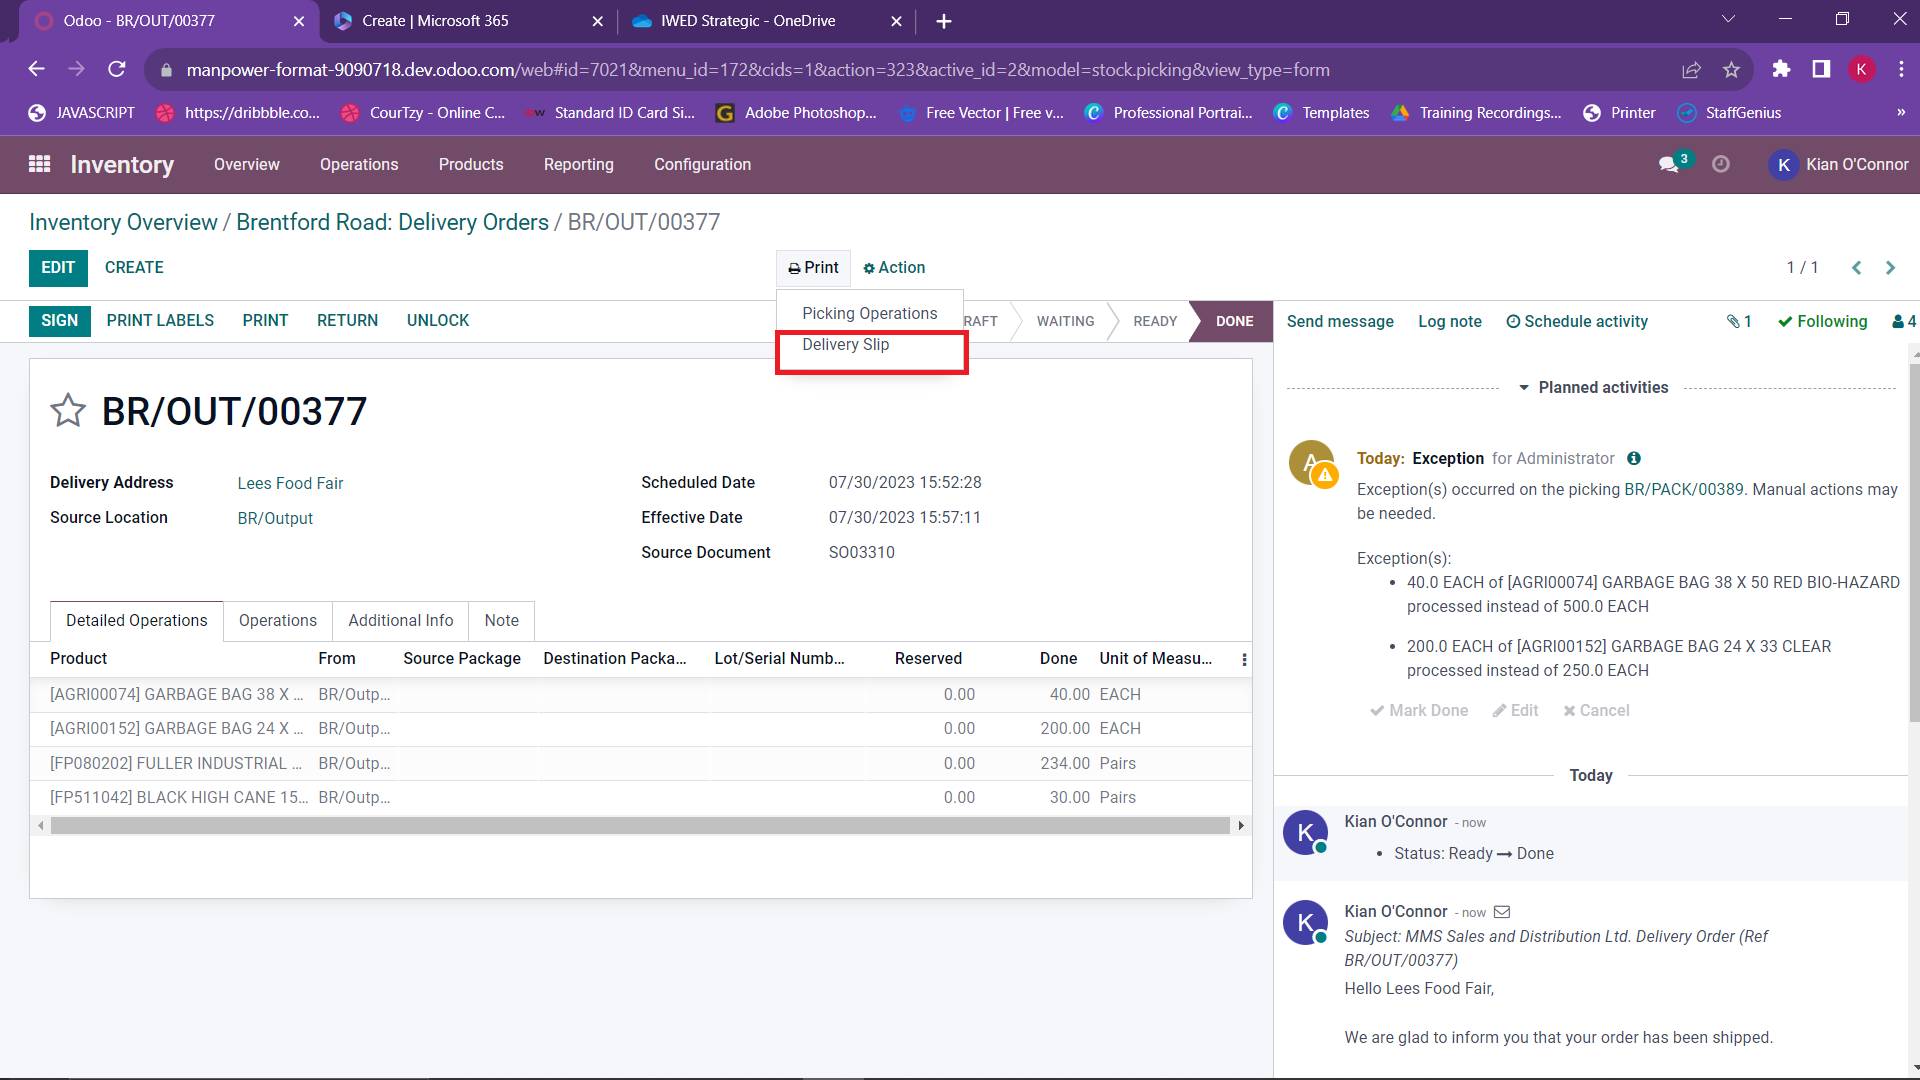 Odoo - BR/OUT/00377
Create | Microsoft 365
IWED Strategic - OneDrive
manpower-format-9090718.dev.odoo.com/web#id=7021&menu_id=172&cids=1&action=323&active_id=2&model=stock.picking&view_type=form
K
JAVASCRIPT
https://dribbble.co...
CourTzy - Online C...
Standard ID Card Si...
Adobe Photoshop...
Free Vector | Free v...
Professional Portrai...
Templates
Training Recordings...
Printer
StaffGenius
»
Inventory
Overview
Operations
Products
Reporting
Configuration
3
K
Kian O'Connor
Inventory Overview / Brentford Road: Delivery Orders / BR/OUT/00377
EDIT
CREATE
Print
Action
1 / 1
Picking Operations
Delivery Slip
SIGN
PRINT LABELS
PRINT
RETURN
UNLOCK
RAFT
WAITING
READY
DONE
Send message
Log note
Schedule activity
1
Following
4
BR/OUT/00377
Delivery Address
Lees Food Fair
Source Location
BR/Output
Scheduled Date
07/30/2023 15:52:28
Effective Date
07/30/2023 15:57:11
Source Document
SO03310
Detailed Operations
Operations
Additional Info
Note
Product From Source Package Destination Packa... Lot/Serial Numb... Reserved Done Unit of Measu...
[AGRI00074] GARBAGE BAG 38 X ... BR/Outp... 0.00 40.00 EACH
[AGRI00152] GARBAGE BAG 24 X ... BR/Outp... 0.00 200.00 EACH
[FP080202] FULLER INDUSTRIAL ... BR/Outp... 0.00 234.00 Pairs
[FP511042] BLACK HIGH CANE 15... BR/Outp... 0.00 30.00 Pairs
Planned activities
A
Today: Exception for Administrator
Exception(s) occurred on the picking BR/PACK/00389. Manual actions may
be needed.
Exception(s):
• 40.0 EACH of [AGRI00074] GARBAGE BAG 38 X 50 RED BIO-HAZARD
processed instead of 500.0 EACH
• 200.0 EACH of [AGRI00152] GARBAGE BAG 24 X 33 CLEAR
processed instead of 250.0 EACH
Mark Done
Edit
Cancel
Today
K
Kian O'Connor - now
• Status: Ready → Done
K
Kian O'Connor - now
Subject: MMS Sales and Distribution Ltd. Delivery Order (Ref
BR/OUT/00377)
Hello Lees Food Fair,
We are glad to inform you that your order has been shipped.